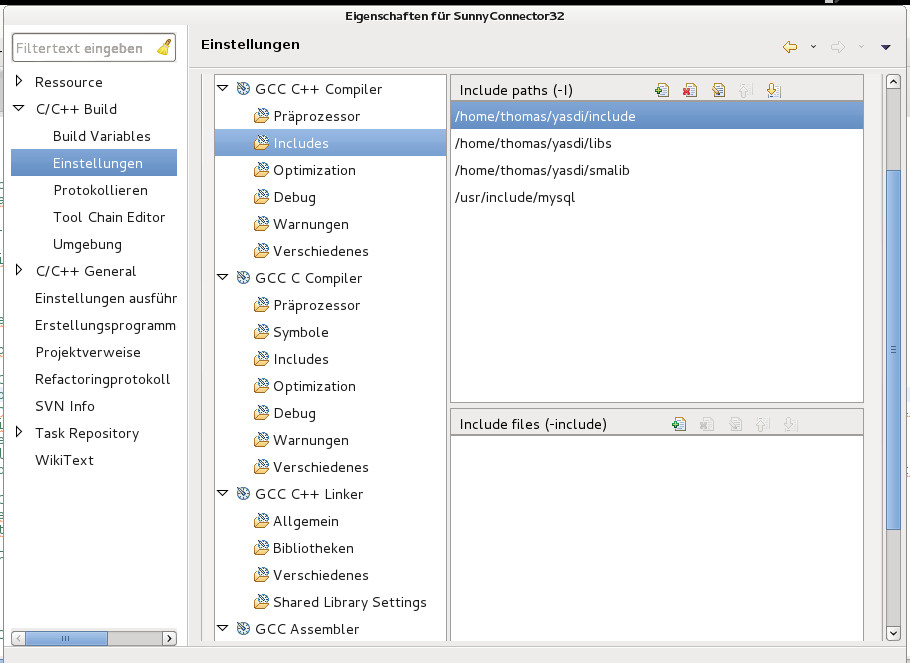 Eigenschaften für SunnyConnector32
Filtertext eingeben
Ressource
C/C++ Build
Build Variables
Einstellungen
Protokollieren
Tool Chain Editor
Umgebung
C/C++ General
Einstellungen ausführ
Erstellungsprogramm
Projektverweise
Refactoringprotokoll
SVN Info
Task Repository
WikiText
Einstellungen
GCC C++ Compiler
Präprozessor
Includes
Optimization
Debug
Warnungen
Verschiedenes
GCC C Compiler
Präprozessor
Symbole
Includes
Optimization
Debug
Warnungen
Verschiedenes
GCC C++ Linker
Allgemein
Bibliotheken
Verschiedenes
Shared Library Settings
GCC Assembler
Include paths (-I)
/home/thomas/yasdi/include
/home/thomas/yasdi/libs
/home/thomas/yasdi/smalib
/usr/include/mysql
Include files (-include)